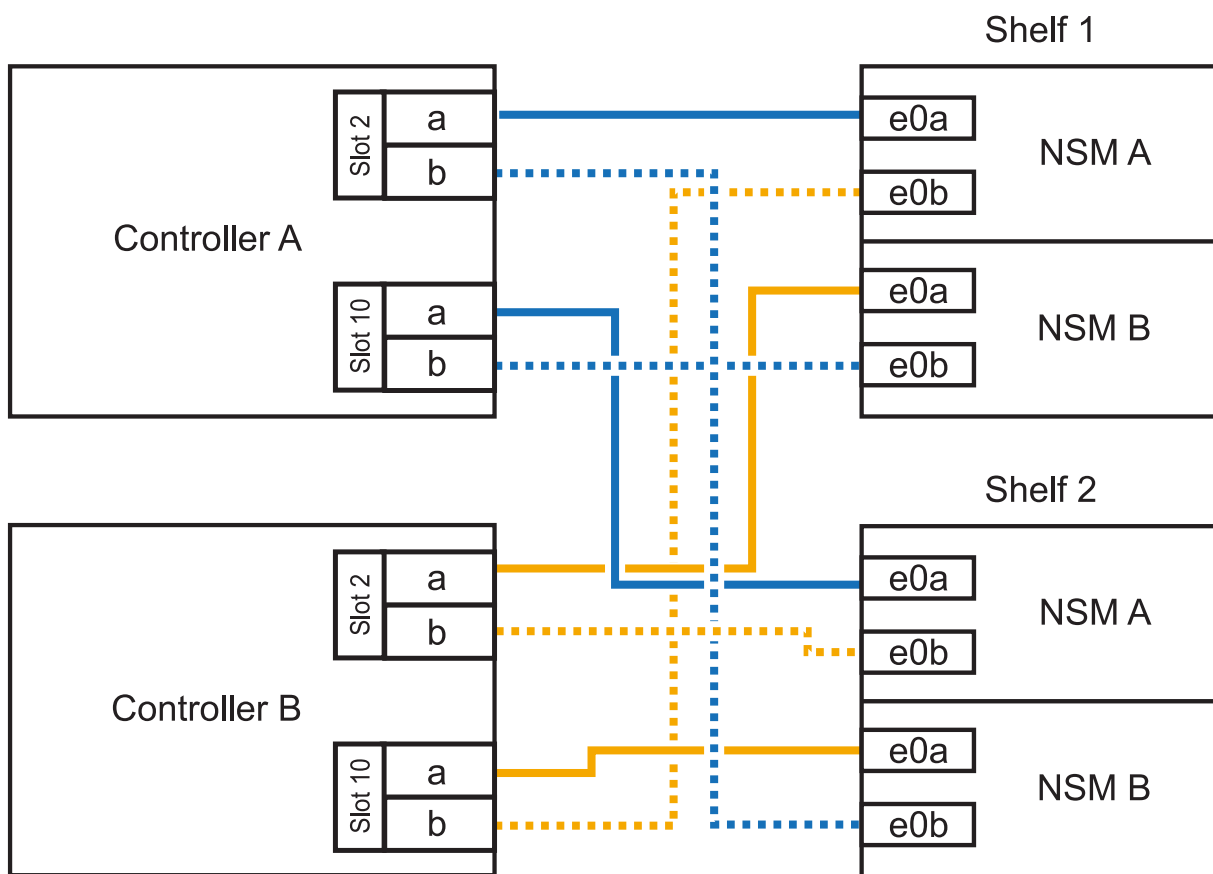 Shelf 1
Slot 2
a
b
Controller A
Slot 10
a
b
e0a
NSM A
e0b
e0a
NSM B
e0b
Shelf 2
Slot 2
a
b
Controller B
Slot 10
a
b
e0a
NSM A
e0b
e0a
NSM B
e0b